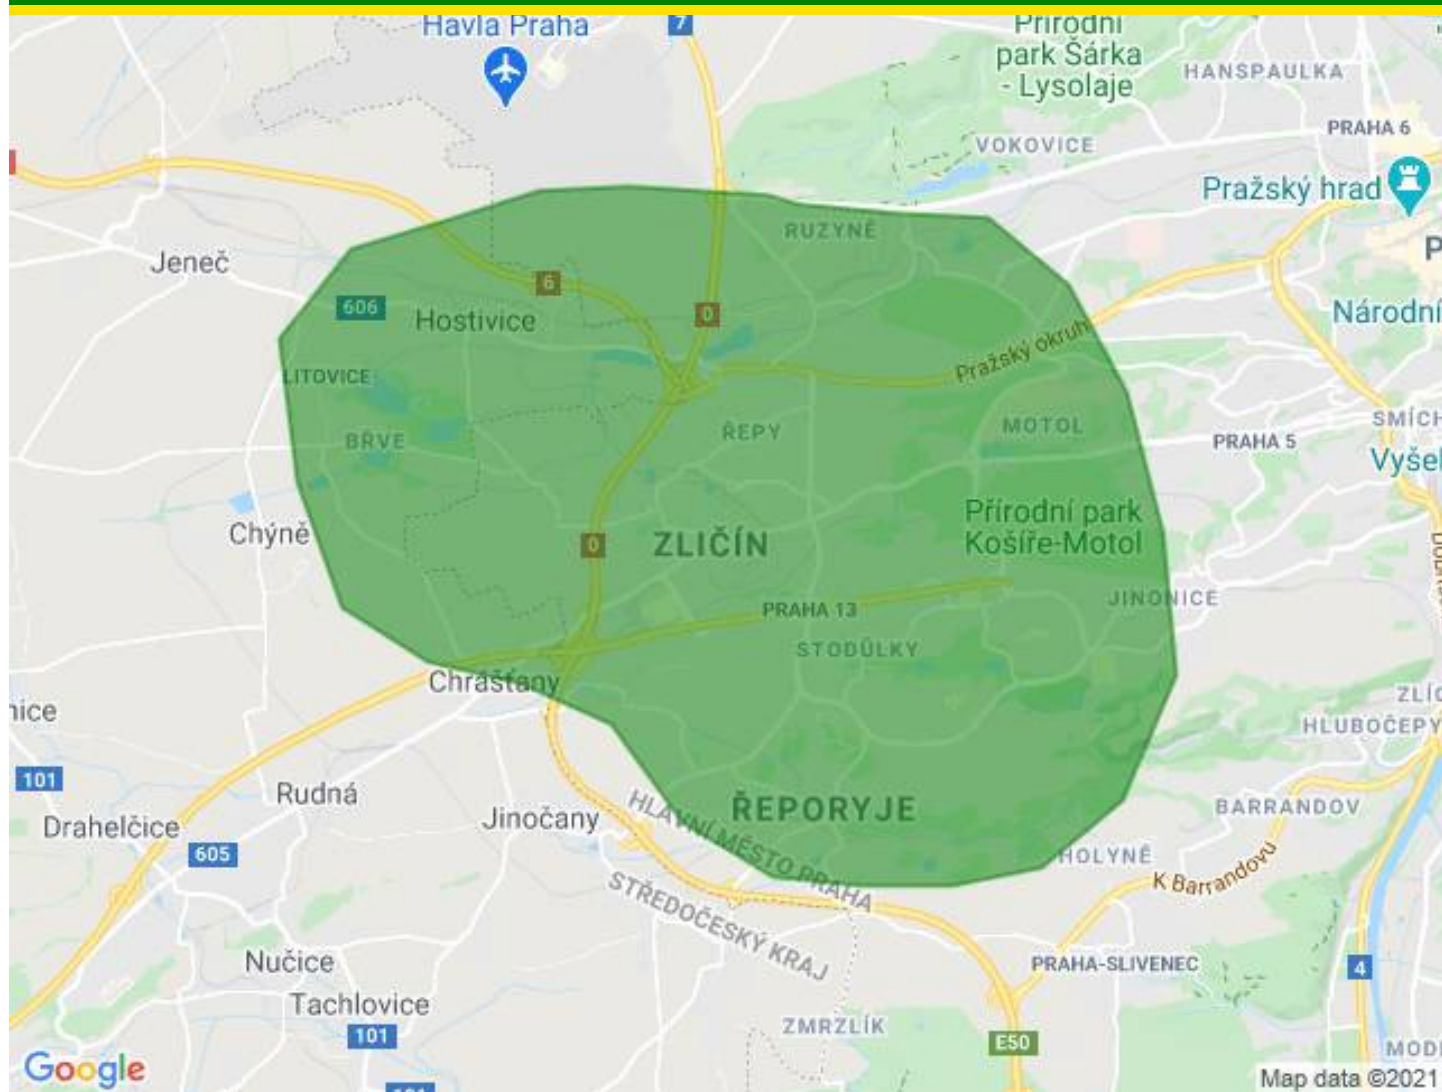 Havla Praha
7
Přírodní
park Šárka
- Lysolaje
HANSPAULKA
PRAHA 6
VOKOVICE
Pražský hrad
RUZYNĚ
Jeneč
P
6
606
0
Hostivice
Národní
Pražský okruh
LITOVICE
SMÍCH
MOTOL
ŘEPY
BŘVE
PRAHA 5
Vyšel
Přírodní park
Košíře-Motol
Chýně
0
ZLIČÍN
JINONICE
PRAHA 13
STODŮLKY
Chrášťany
ZLÍC
nice
HLUBOČEPY
101
Rudná
HLAVNÍ MĚSTO PRAHA
ŘEPORYJE
BARRANDOV
Jinočany
Drahelčice
605
HOLYNĚ
K Barrandovu
STŘEDOČESKÝ KRAJ
Nučice
PRAHA-SLIVENEC
4
Tachlovice
ZMRZLÍK
101
E50
MODŘ
Google
Map data ©2021